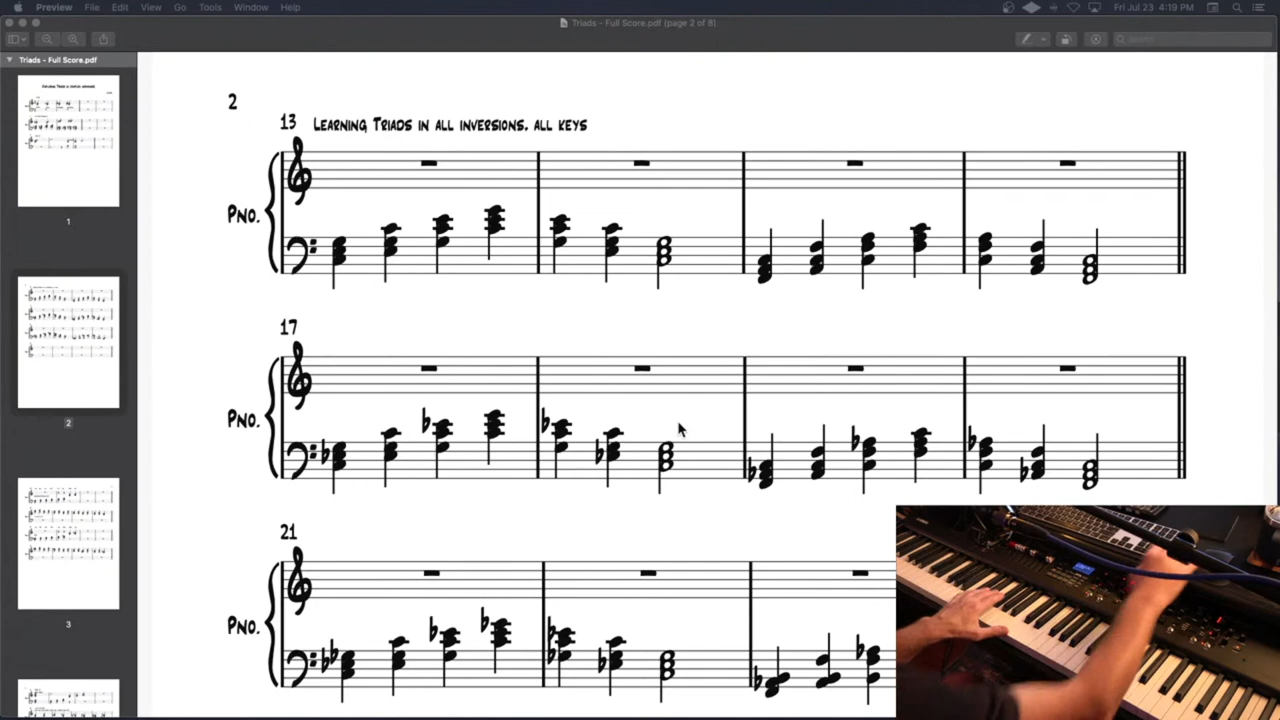 Preview File Edit View Go Tools Window Help Fri Jul 23 4:19 PM
Triads - Full Score.pdf (page 2 of 8)
Search
Triads - Full Score.pdf
1
2
3
2
13 Learning Triads in all inversions. all keys
Pno.
17
Pno.
21
Pno.